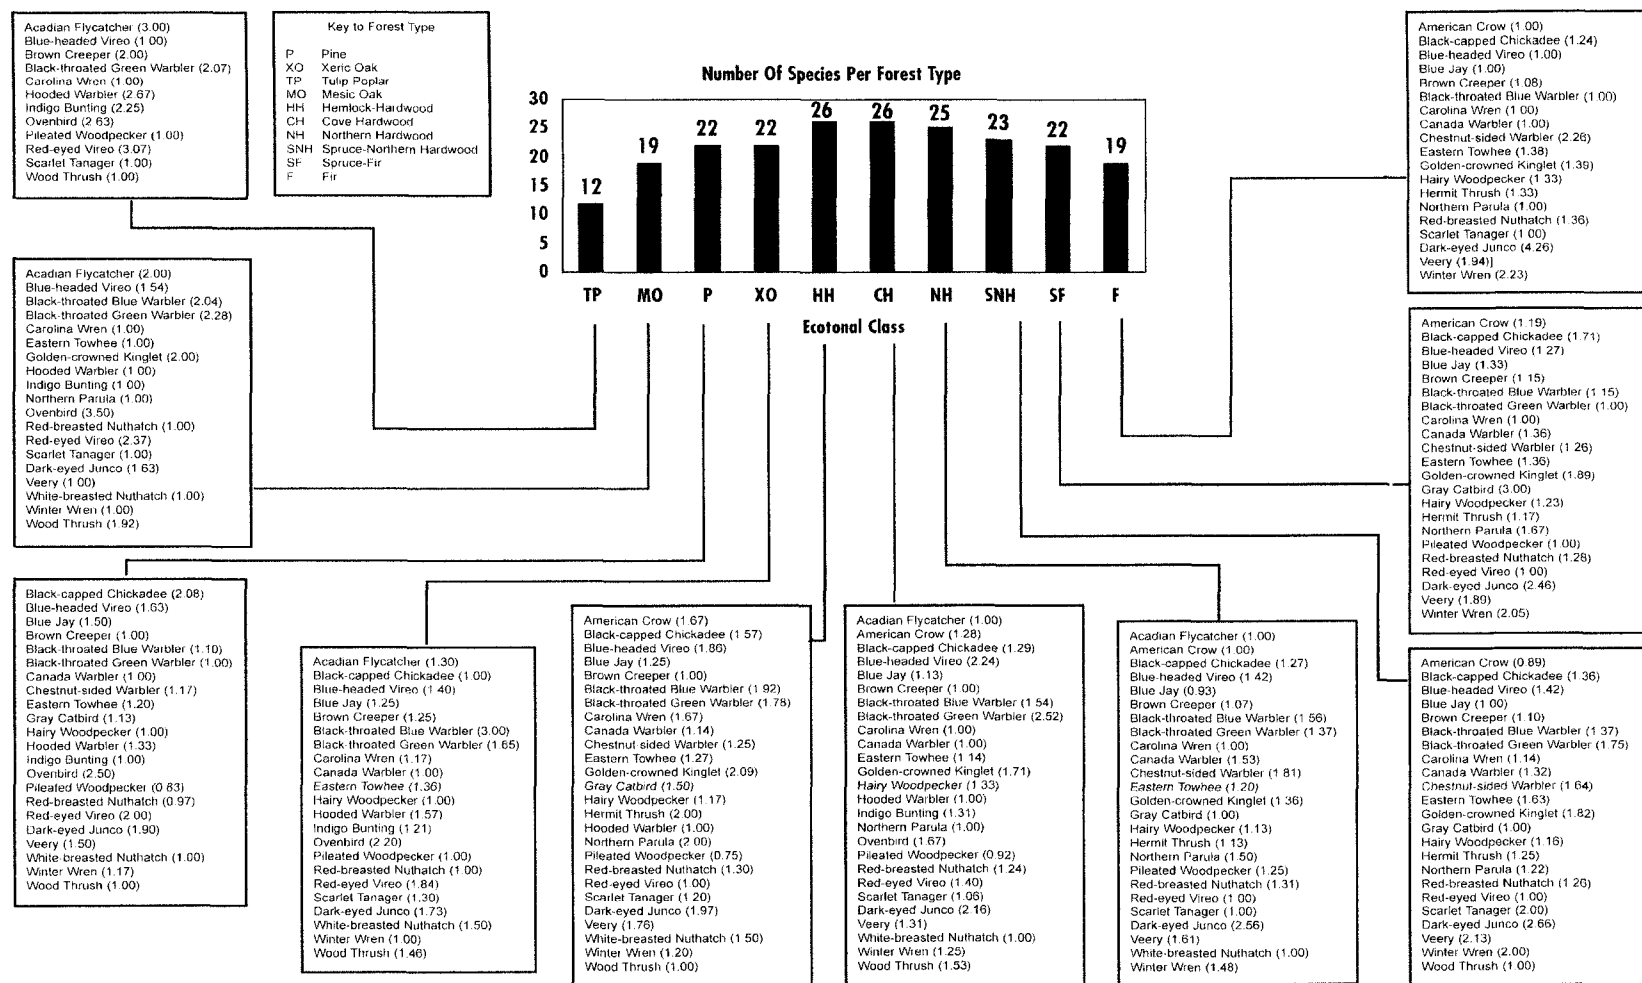 Acadian Flycatcher (3.00)
Blue-headed Vireo (1 00)
Brown Creeper (2.00)
Black-throated Green Warbler (2.07)
Carolina Wren (1.00)
Hooded Warbler (2.67)
Indigo Bunting (2.25)
Ovenbird (2 63)
Pileated Woodpecker (1.00)
Red-eyed Vireo (3.07)
Scarlet Tanager (1.00)
Wood Thrush (1.00)
Key to Forest Type
P Pine
XO Xeric Oak
TP Tulip Poplar
MO Mesic Oak
HH Hemlock-Hardwood
CH Cove Hardwood
NH Northern Hardwood
SNH Spruce-Northern Hardwood
SF Spruce-Fir
F Fir
Number Of Species Per Forest Type
30
25
20
15
10
5
0
12
19
22
22
26
26
25
23
22
19
TP MO P XO HH CH NH SNH SF F
Ecotonal Class
American Crow (1.00)
Black-capped Chickadee (1.24)
Blue-headed Vireo (1.00)
Blue Jay (1.00)
Brown Creeper (1.08)
Black-throated Blue Warbler (1.00)
Carolina Wren (1 00)
Canada Warbler (1.00)
Chestnut-sided Warbler (2.26)
Eastern Towhee (1.38)
Golden-crowned Kinglet (1.39)
Hairy Woodpecker (1 33)
Hermit Thrush (1.33)
Northern Parula (1.00)
Red-breasted Nuthatch (1.36)
Scarlet Tanager (1 00)
Dark-eyed Junco (4.26)
Veery (1.94)]
Winter Wren (2.23)
Acadian Flycatcher (2.00)
Blue-headed Vireo (1.54)
Black-throated Blue Warbler (2.04)
Black-throated Green Warbler (2.28)
Carolina Wren (1.00)
Eastern Towhee (1.00)
Golden-crowned Kinglet (2.00)
Hooded Warbler (1 00)
Indigo Bunting (1 00)
Northern Parula (1.00)
Ovenbird (3.50)
Red-breasted Nuthatch (1.00)
Red-eyed Vireo (2.37)
Scarlet Tanager (1.00)
Dark-eyed Junco (1 63)
Veery (1 00)
White-breasted Nuthatch (1.00)
Winter Wren (1.00)
Wood Thrush (1.92)
American Crow (1.19)
Black-capped Chickadee (1.71)
Blue-headed Vireo (1 27)
Blue Jay (1.33)
Brown Creeper (1 15)
Black-throated Blue Warbler (1 15)
Black-throated Green Warbler (1.00)
Carolina Wren (1.00)
Canada Warbler (1.36)
Chestnut-sided Warbler (1 26)
Eastern Towhee (1.36)
Golden-crowned Kinglet (1.89)
Gray Catbird (3.00)
Hairy Woodpecker (1.23)
Hermit Thrush (1.17)
Northern Parula (1.67)
Pileated Woodpecker (1.00)
Red-breasted Nuthatch (1.28)
Red-eyed Vireo (1 00)
Dark-eyed Junco (2.46)
Veery (1.89)
Winter Wren (2.05)
Black-capped Chickadee (2.08)
Blue-headed Vireo (1.63)
Blue Jay (1.50)
Brown Creeper (1.00)
Black-throated Blue Warbler (1.10)
Black-throated Green Warbler (1.00)
Canada Warbler (1 00)
Chestnut-sided Warbler (1.17)
Eastern Towhee (1.20)
Gray Catbird (1.13)
Hairy Woodpecker (1.00)
Hooded Warbler (1.33)
Indigo Bunting (1.00)
Ovenbird (2.50)
Pileated Woodpecker (0 83)
Red-breasted Nuthatch (0.97)
Red-eyed Vireo (2 00)
Dark-eyed Junco (1.90)
Veery (1.50)
White-breasted Nuthatch (1.00)
Winter Wren (1.17)
Wood Thrush (1.00)
Acadian Flycatcher (1.30)
Black-capped Chickadee (1.00)
Blue-headed Vireo (1 40)
Blue Jay (1.25)
Brown Creeper (1.25)
Black-throated Blue Warbler (3.00)
Black-throated Green Warbler (1.65)
Carolina Wren (1.17)
Canada Warbler (1 00)
Eastern Towhee (1.36)
Hairy Woodpecker (1.00)
Hooded Warbler (1.57)
Indigo Bunting (1 21)
Ovenbird (2 20)
Pileated Woodpecker (1.00)
Red-breasted Nuthatch (1.00)
Red-eyed Vireo (1.84)
Scarlet Tanager (1.30)
Dark-eyed Junco (1.73)
White-breasted Nuthatch (1.50)
Winter Wren (1.00)
Wood Thrush (1.46)
American Crow (1.67)
Black-capped Chickadee (1 57)
Blue-headed Vireo (1.86)
Blue Jay (1.25)
Brown Creeper (1.00)
Black-throated Blue Warbler (1 92)
Black-throated Green Warbler (1.78)
Carolina Wren (1.67)
Canada Warbler (1.14)
Chestnut-sided Warbler (1.25)
Eastern Towhee (1.27)
Golden-crowned Kinglet (2.09)
Gray Catbird (1.50)
Hairy Woodpecker (1.17)
Hermit Thrush (2.00)
Hooded Warbler (1.00)
Northern Parula (2 00)
Pileated Woodpecker (0.75)
Red-breasted Nuthatch (1.30)
Red-eyed Vireo (1.00)
Scarlet Tanager (1 20)
Dark-eyed Junco (1.97)
Veery (1.76)
White-breasted Nuthatch (1 50)
Winter Wren (1.20)
Wood Thrush (1.00)
Acadian Flycatcher (1.00)
American Crow (1.28)
Black-capped Chickadee (1.29)
Blue-headed Vireo (2.24)
Blue Jay (1.13)
Brown Creeper (1.00)
Black-throated Blue Warbler (1 54)
Black-throated Green Warbler (2.52)
Carolina Wren (1.00)
Canada Warbler (1.00)
Eastern Towhee (1 14)
Golden-crowned Kinglet (1.71)
Hairy Woodpecker (1 33)
Hooded Warbler (1.00)
Indigo Bunting (1.31)
Northern Parula (1.00)
Ovenbird (1.67)
Pileated Woodpecker (0.92)
Red-breasted Nuthatch (1.24)
Red-eyed Vireo (1.40)
Scarlet Tanager (1.06)
Dark-eyed Junco (2.16)
Veery (1.31)
White-breasted Nuthatch (1.00)
Winter Wren (1.25)
Wood Thrush (1.53)
Acadian Flycatcher (1.00)
American Crow (1.00)
Black-capped Chickadee (1.27)
Blue-headed Vireo (1 42)
Blue Jay (0.93)
Brown Creeper (1.07)
Black-throated Blue Warbler (1 56)
Black-throated Green Warbler (1 37)
Carolina Wren (1 00)
Canada Warbler (1.53)
Chestnut-sided Warbler (1 81)
Eastern Towhee (1.20)
Golden-crowned Kinglet (1 36)
Gray Catbird (1 00)
Hairy Woodpecker (1.13)
Hermit Thrush (1 13)
Northern Parula (1.50)
Pileated Woodpecker (1.25)
Red-breasted Nuthatch (1.31)
Red-eyed Vireo (1 00)
Scarlet Tanager (1.00)
Dark-eyed Junco (2.56)
Veery (1.61)
White-breasted Nuthatch (1.00)
Winter Wren (1.48)
American Crow (0.89)
Black-capped Chickadee (1.36)
Blue-headed Vireo (1.42)
Blue Jay (1 00)
Brown Creeper (1.10)
Black-throated Blue Warbler (1 37)
Black-throated Green Warbler (1.75)
Carolina Wren (1.14)
Canada Warbler (1.32)
Chestnut-sided Warbler (1 64)
Eastern Towhee (1.63)
Golden-crowned Kinglet (1.82)
Gray Catbird (1.00)
Hairy Woodpecker (1.16)
Hermit Thrush (1.25)
Northern Parula (1.22)
Red-breasted Nuthatch (1 26)
Red-eyed Vireo (1.00)
Scarlet Tanager (2.00)
Dark-eyed Junco (2.66)
Veery (2.13)
Winter Wren (2.00)
Wood Thrush (1.00)